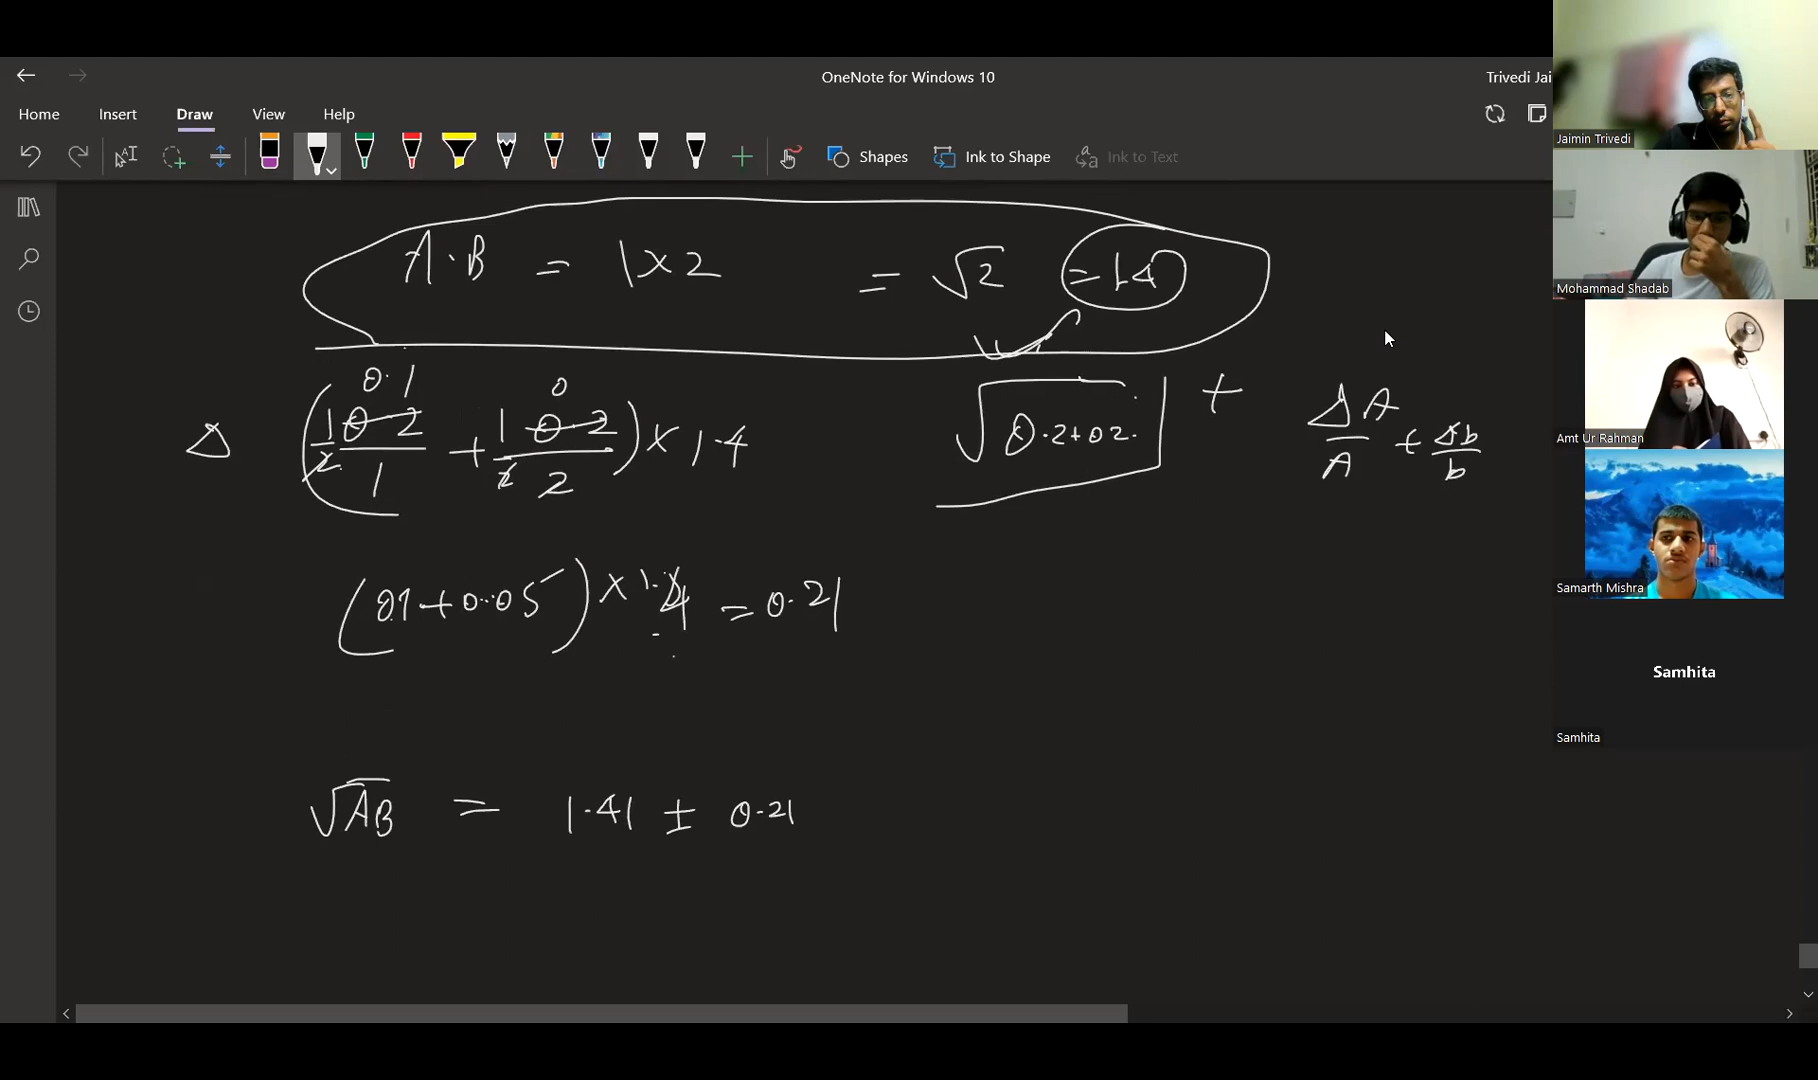 OneNote for Windows 10
Trivedi Jai
Home Insert Draw View Help
Shapes Ink to Shape Ink to Text
A·B = 1×2 = √2 = 1.4
0.1 0
Δ (1/2 0.2/1 + 1/2 0.2/2) × 1.4 √0.2+0.2 + ΔA/A + Δb/b
(0.1+0.05) × 1.4 = 0.21
√AB = 1.41 ± 0.21
Jaimin Trivedi
Mohammad Shadab
Amt Ur Rahman
Samarth Mishra
Samhita
Samhita